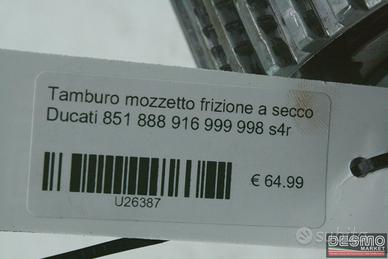 Tamburo mozzetto frizione a secco
Ducati 851 888 916 999 998 s4r
€ 64.99
U26387
DESMO
MARKET